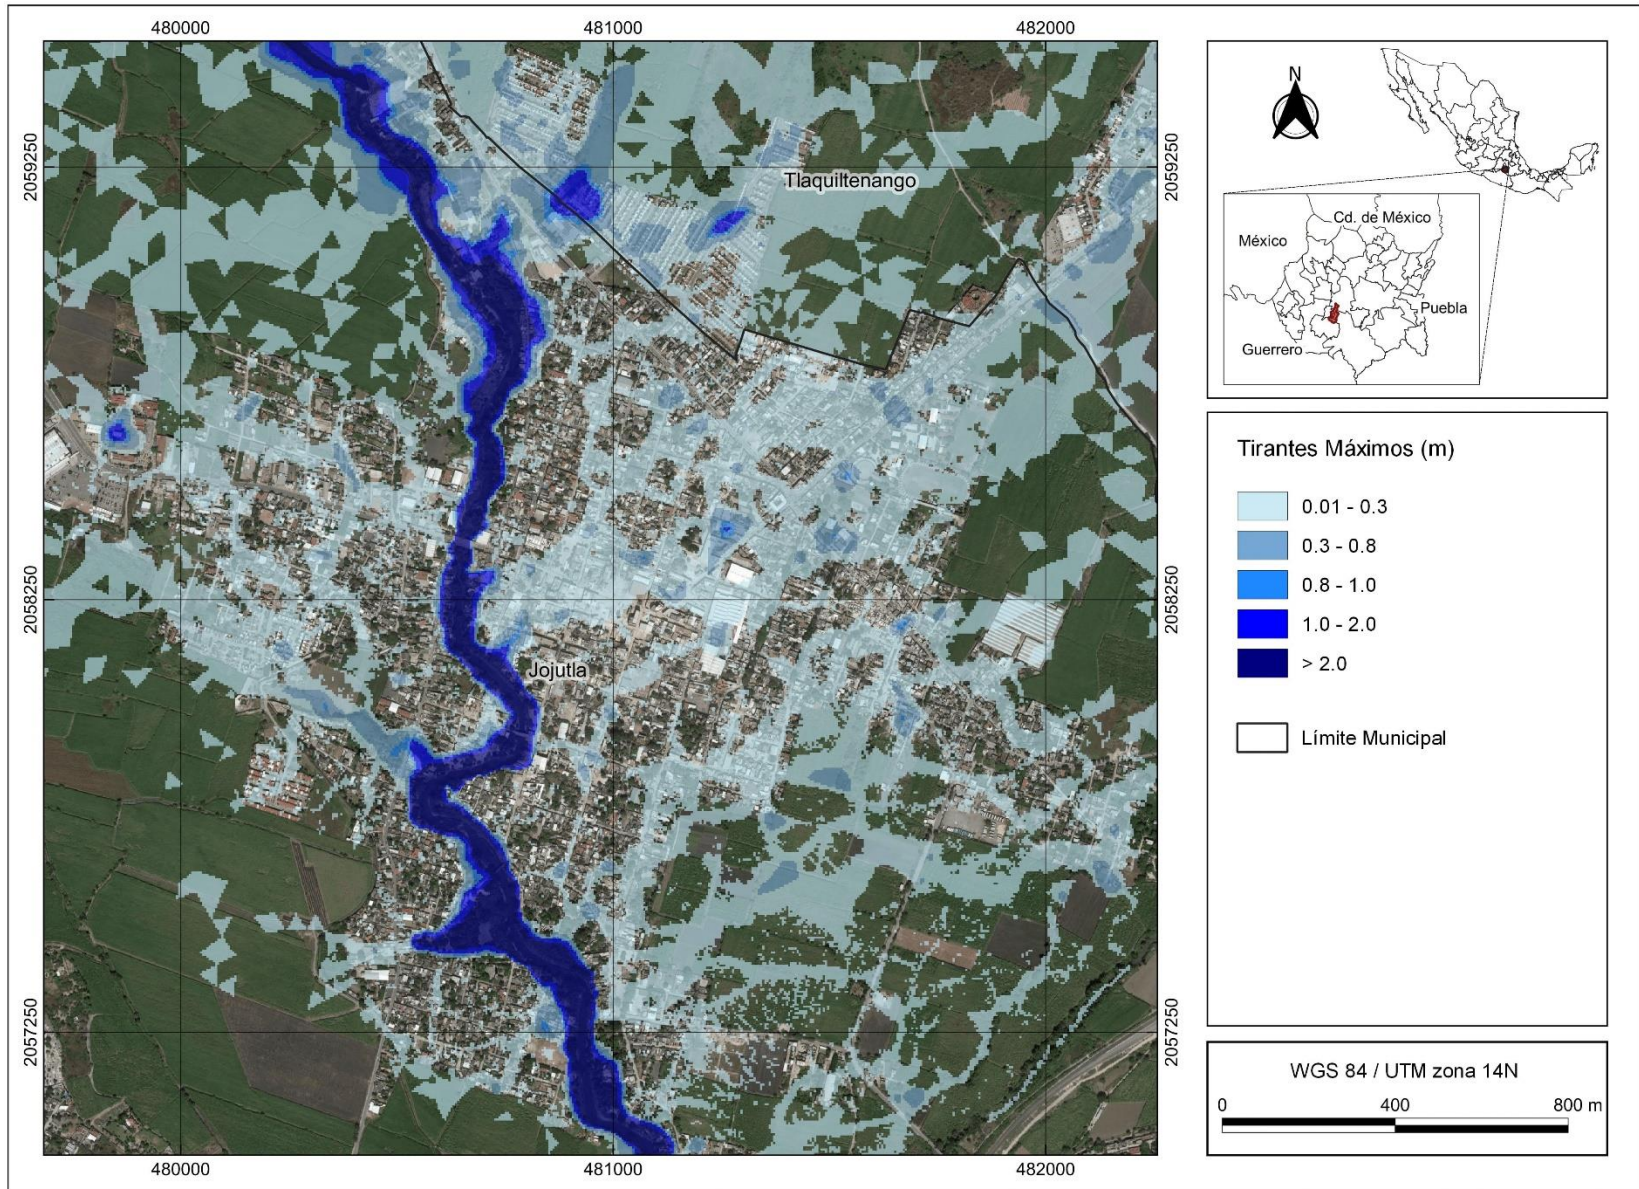 480000
481000
482000
2059250
2059250
N
Tlaquiltenango
Cd. de México
México
Puebla
Guerrero
Tirantes Máximos (m)
0.01 - 0.3
0.3 - 0.8
0.8 - 1.0
1.0 - 2.0
> 2.0
Límite Municipal
2058250
2058250
Jojutla
2057250
2057250
WGS 84 / UTM zona 14N
0
400
800 m
480000
481000
482000